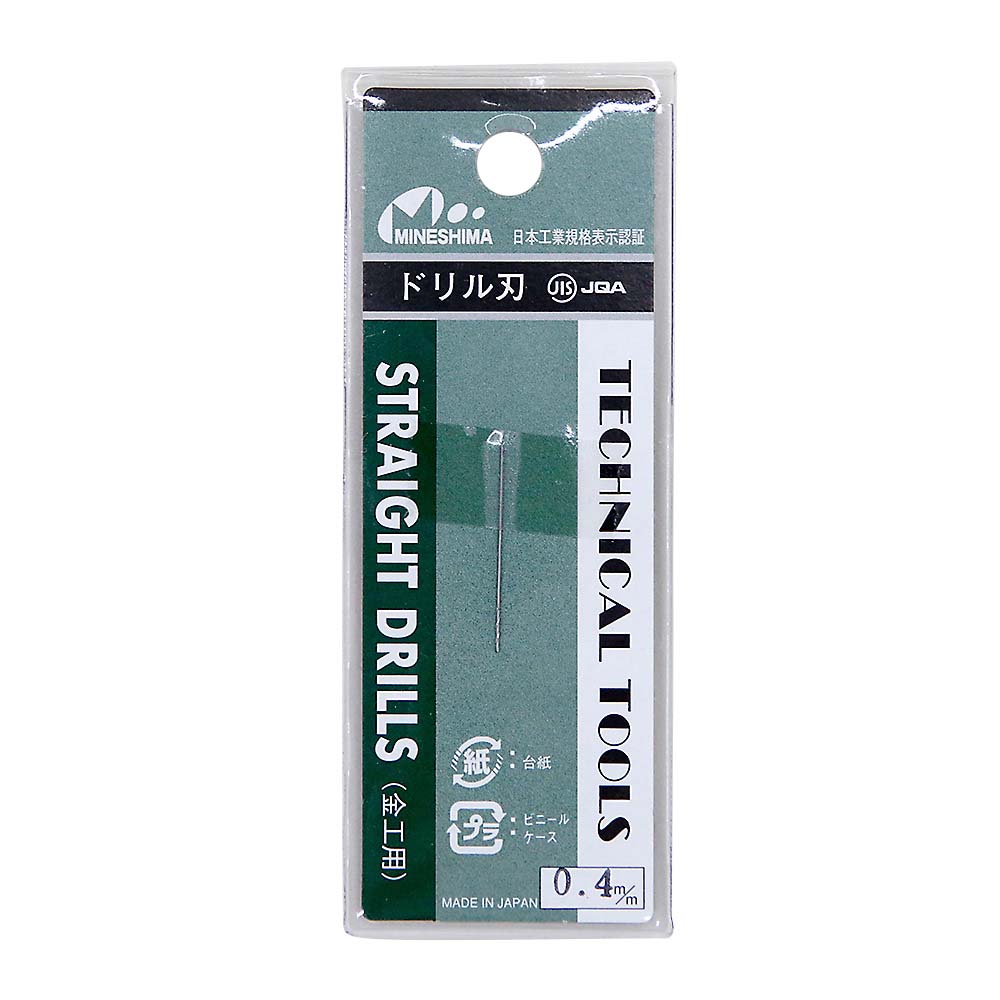 MINESHIMA
日本工業規格表示認証
ドリル刃 JIS JQA
STRAIGHT DRILLS (金工用)
TECHNICAL TOOLS
紙:台紙
プラ:ビニール
:ケース
MADE IN JAPAN
0.4m/m